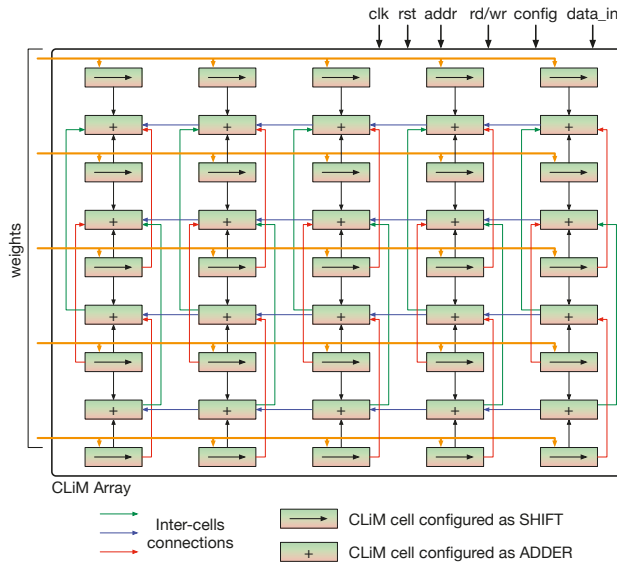 clk rst addr rd/wr config data_in
weights
+ + + + +
+ + + + +
+ + + + +
+ + + + +
CLiM Array
Inter-cells
connections
CLiM cell configured as SHIFT
+ CLiM cell configured as ADDER